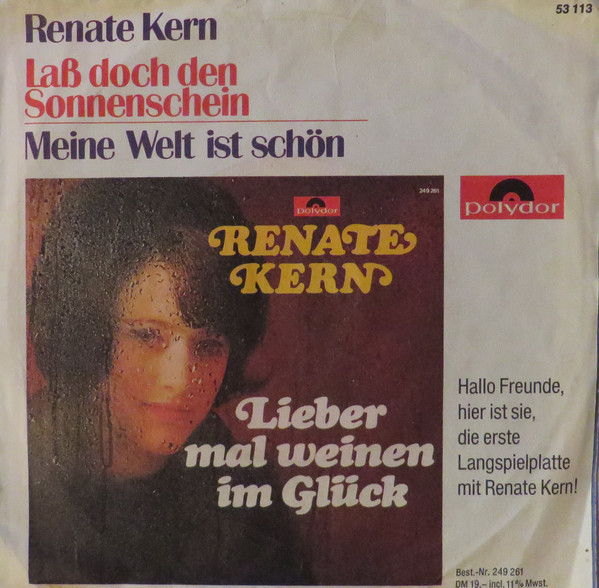 53 113
Renate Kern
Laß doch den
Sonnenschein
Meine Welt ist schön
Polydor
249 261
RENATE
KERN
Lieber
mal weinen
im Glück
Polydor
Hallo Freunde,
hier ist sie,
die erste
Langspielplatte
mit Renate Kern!
Best.-Nr. 249 261
DM 19,– incl. 11% Mwst.